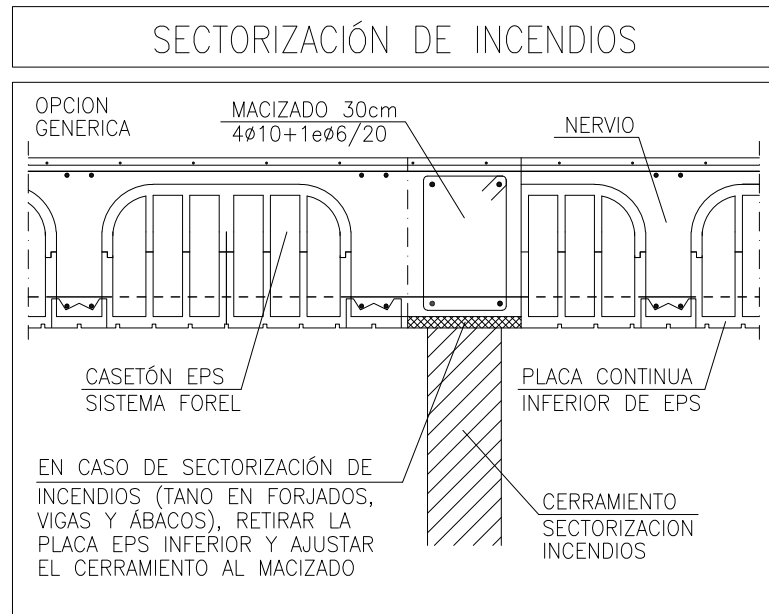 SECTORIZACIÓN DE INCENDIOS
OPCION
GENERICA
MACIZADO 30cm
4ø10+1eø6/20
NERVIO
CASETÓN EPS
SISTEMA FOREL
PLACA CONTINUA
INFERIOR DE EPS
EN CASO DE SECTORIZACIÓN DE
INCENDIOS (TANO EN FORJADOS,
VIGAS Y ÁBACOS), RETIRAR LA
PLACA EPS INFERIOR Y AJUSTAR
EL CERRAMIENTO AL MACIZADO
CERRAMIENTO
SECTORIZACION
INCENDIOS